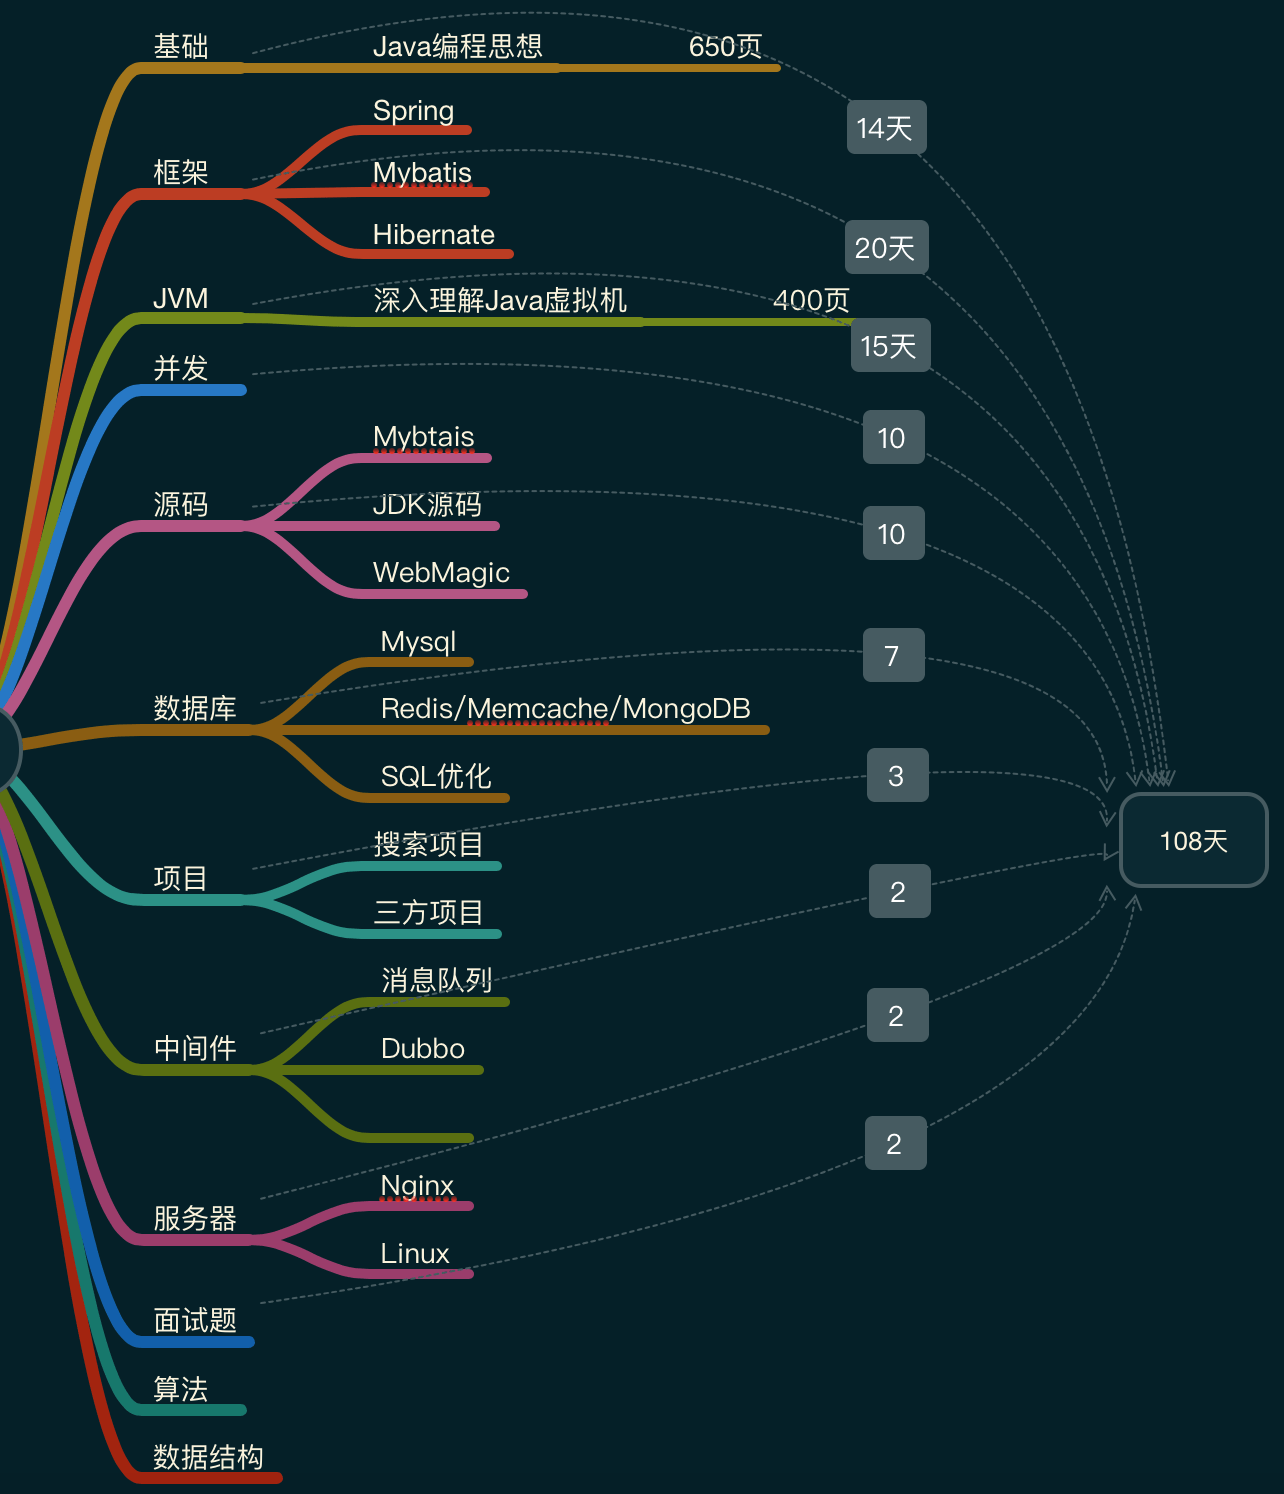 基础
Java编程思想
650页
14天
框架
Spring
Mybatis
Hibernate
20天
JVM
深入理解Java虚拟机
400页
15天
并发
10
源码
Mybtais
JDK源码
WebMagic
10
数据库
Mysql
Redis/Memcache/MongoDB
SQL优化
7
项目
搜索项目
三方项目
3
中间件
消息队列
Dubbo
2
服务器
Nginx
Linux
2
面试题
2
算法
数据结构
108天